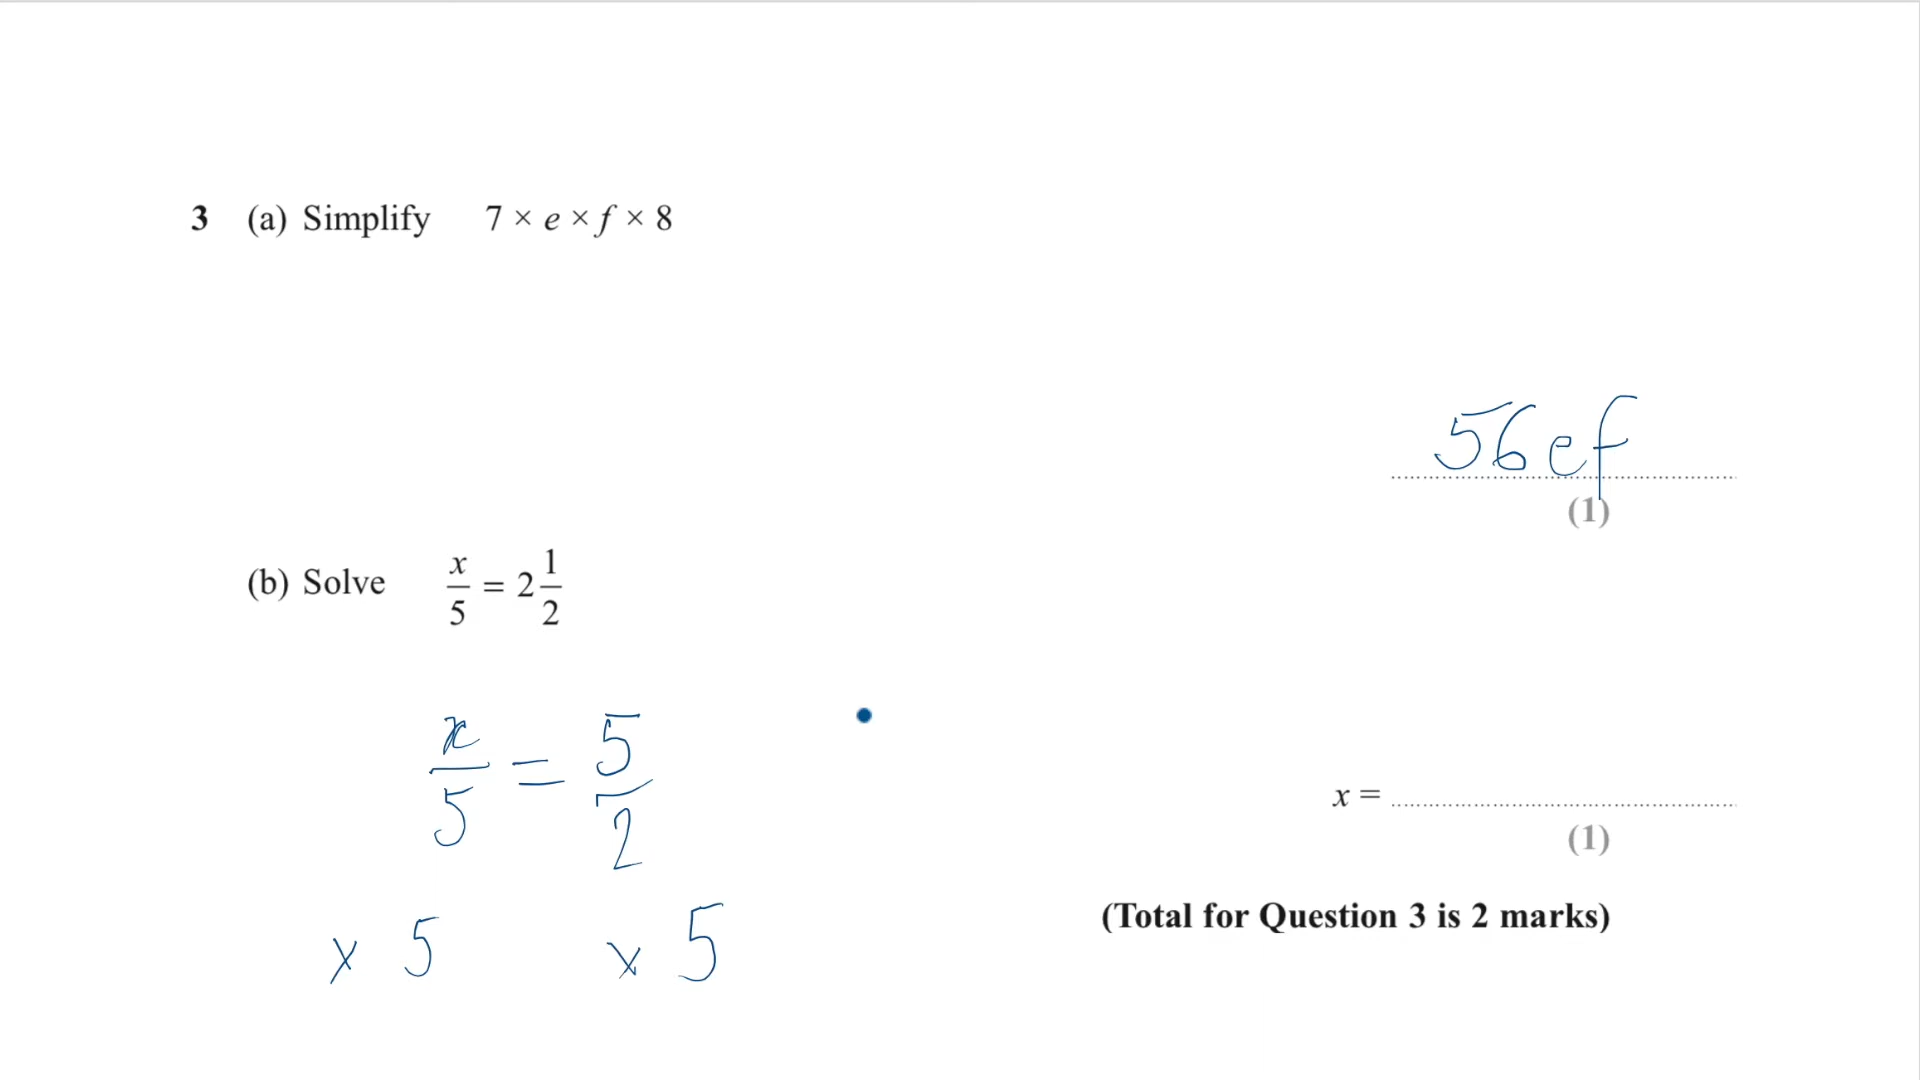 3 (a) Simplify 7 × e × f × 8
56ef
(1)
(b) Solve x/5 = 2 1/2
x/5 = 5/2
x =
(1)
(Total for Question 3 is 2 marks)
× 5 × 5